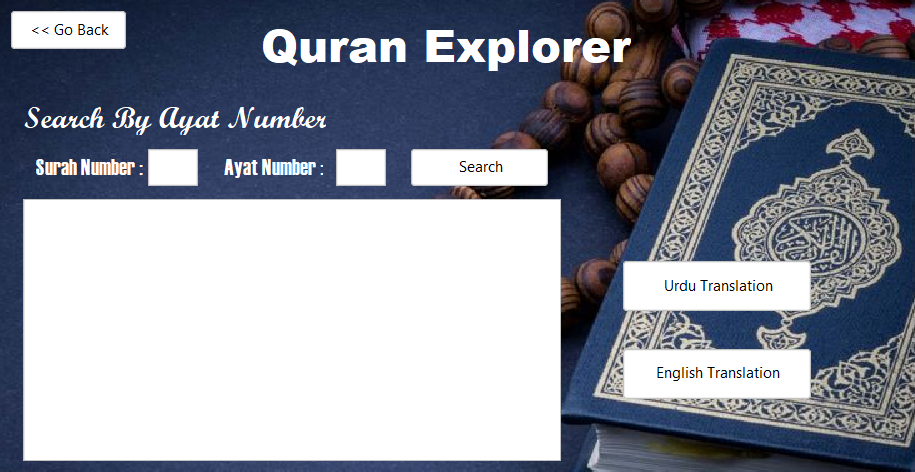 << Go Back
Quran Explorer
Search By Ayat Number
Surah Number :
Ayat Number :
Search
Urdu Translation
English Translation